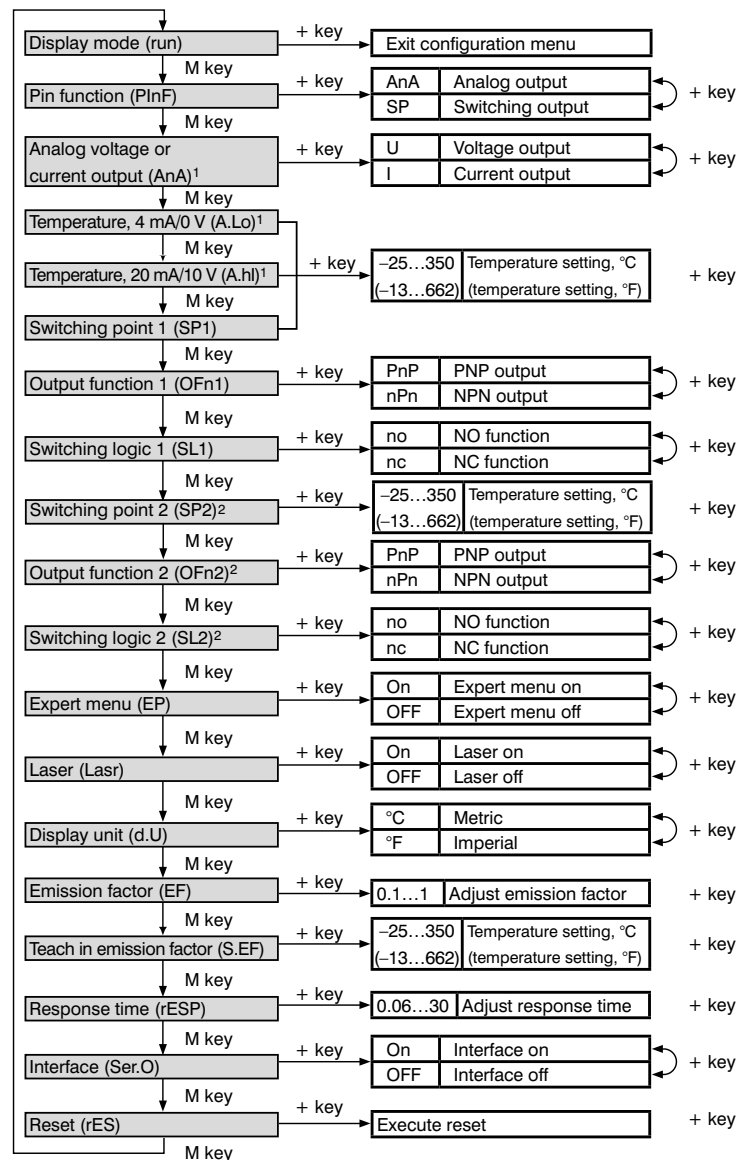 Display mode (run)
+ key
Exit configuration menu
M key
Pin function (PInF)
+ key
AnA Analog output
SP Switching output
+ key
M key
Analog voltage or
current output (AnA)¹
+ key
U Voltage output
I Current output
+ key
M key
Temperature, 4 mA/0 V (A.Lo)¹
M key
Temperature, 20 mA/10 V (A.hl)¹
+ key
−25…350 Temperature setting, °C
(−13…662) (temperature setting, °F)
+ key
M key
Switching point 1 (SP1)
M key
Output function 1 (OFn1)
+ key
PnP PNP output
nPn NPN output
+ key
M key
Switching logic 1 (SL1)
+ key
no NO function
nc NC function
+ key
M key
Switching point 2 (SP2)²
+ key
−25…350 Temperature setting, °C
(−13…662) (temperature setting, °F)
+ key
M key
Output function 2 (OFn2)²
+ key
PnP PNP output
nPn NPN output
+ key
M key
Switching logic 2 (SL2)²
+ key
no NO function
nc NC function
+ key
M key
Expert menu (EP)
+ key
On Expert menu on
OFF Expert menu off
+ key
M key
Laser (Lasr)
+ key
On Laser on
OFF Laser off
+ key
M key
Display unit (d.U)
+ key
°C Metric
°F Imperial
+ key
M key
Emission factor (EF)
+ key
0.1…1 Adjust emission factor
+ key
M key
Teach in emission factor (S.EF)
+ key
−25…350 Temperature setting, °C
(−13…662) (temperature setting, °F)
+ key
M key
Response time (rESP)
+ key
0.06…30 Adjust response time
+ key
M key
Interface (Ser.O)
+ key
On Interface on
OFF Interface off
+ key
M key
Reset (rES)
+ key
Execute reset
+ key
M key